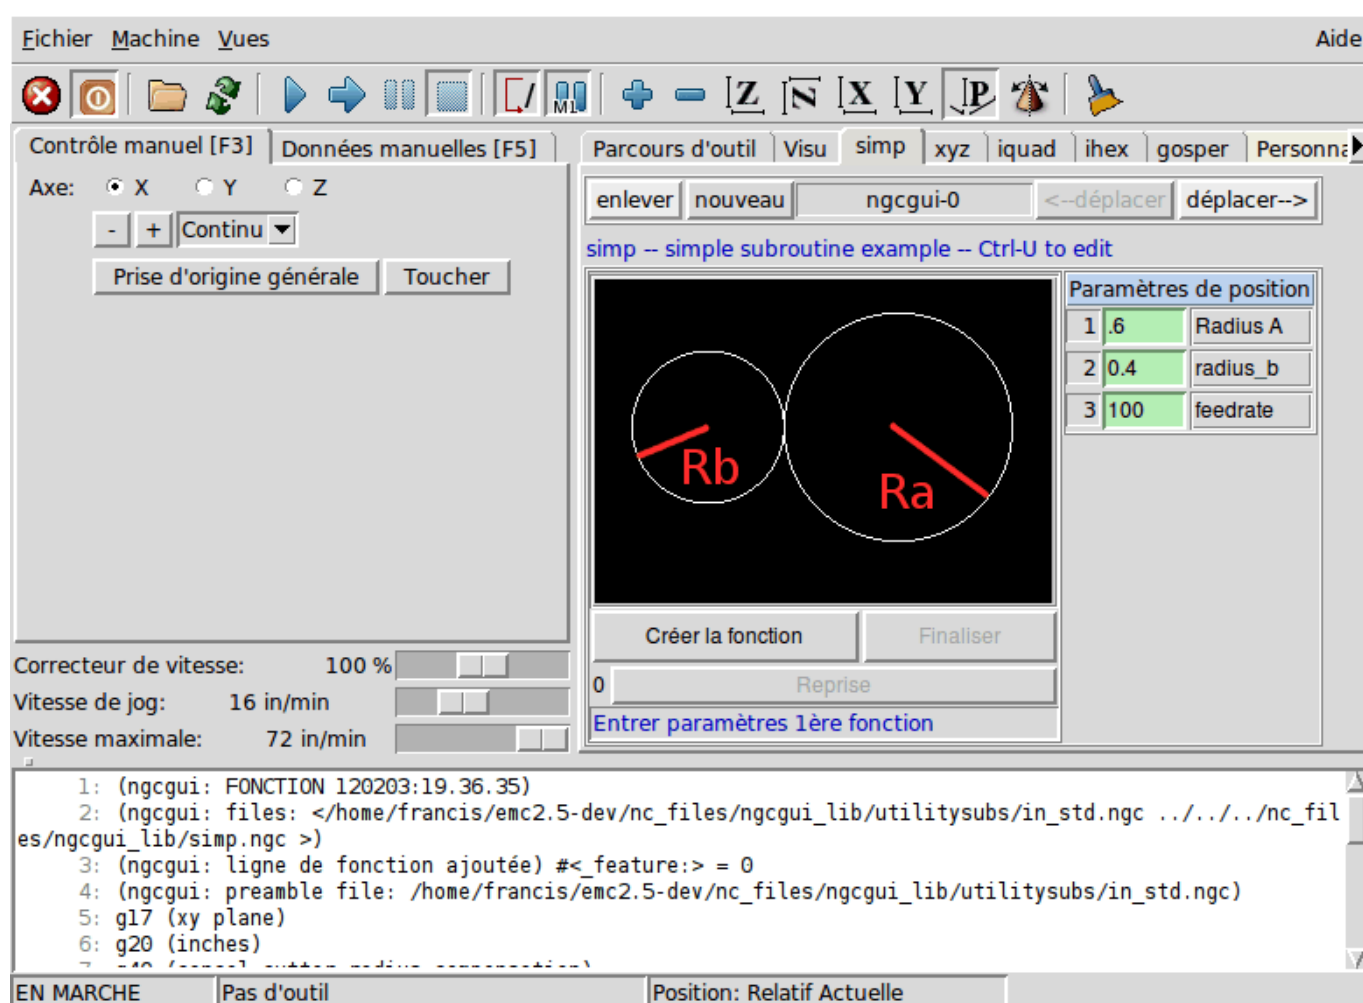 Fichier Machine Vues Aide
M1 Z N X Y P
Contrôle manuel [F3] Données manuelles [F5] Parcours d'outil Visu simp xyz iquad ihex gosper Personna
Axe: X Y Z
- + Continu
Prise d'origine générale Toucher
enlever nouveau ngcgui-0 <--déplacer déplacer-->
simp -- simple subroutine example -- Ctrl-U to edit
Rb Ra
Paramètres de position
1 .6 Radius A
2 0.4 radius_b
3 100 feedrate
Créer la fonction Finaliser
0 Reprise
Entrer paramètres 1ère fonction
Correcteur de vitesse: 100 %
Vitesse de jog: 16 in/min
Vitesse maximale: 72 in/min
1: (ngcgui: FONCTION 120203:19.36.35)
2: (ngcgui: files: </home/francis/emc2.5-dev/nc_files/ngcgui_lib/utilitysubs/in_std.ngc ../../../nc_fil
es/ngcgui_lib/simp.ngc >)
3: (ngcgui: ligne de fonction ajoutée) #<_feature:> = 0
4: (ngcgui: preamble file: /home/francis/emc2.5-dev/nc_files/ngcgui_lib/utilitysubs/in_std.ngc)
5: g17 (xy plane)
6: g20 (inches)
EN MARCHE Pas d'outil Position: Relatif Actuelle